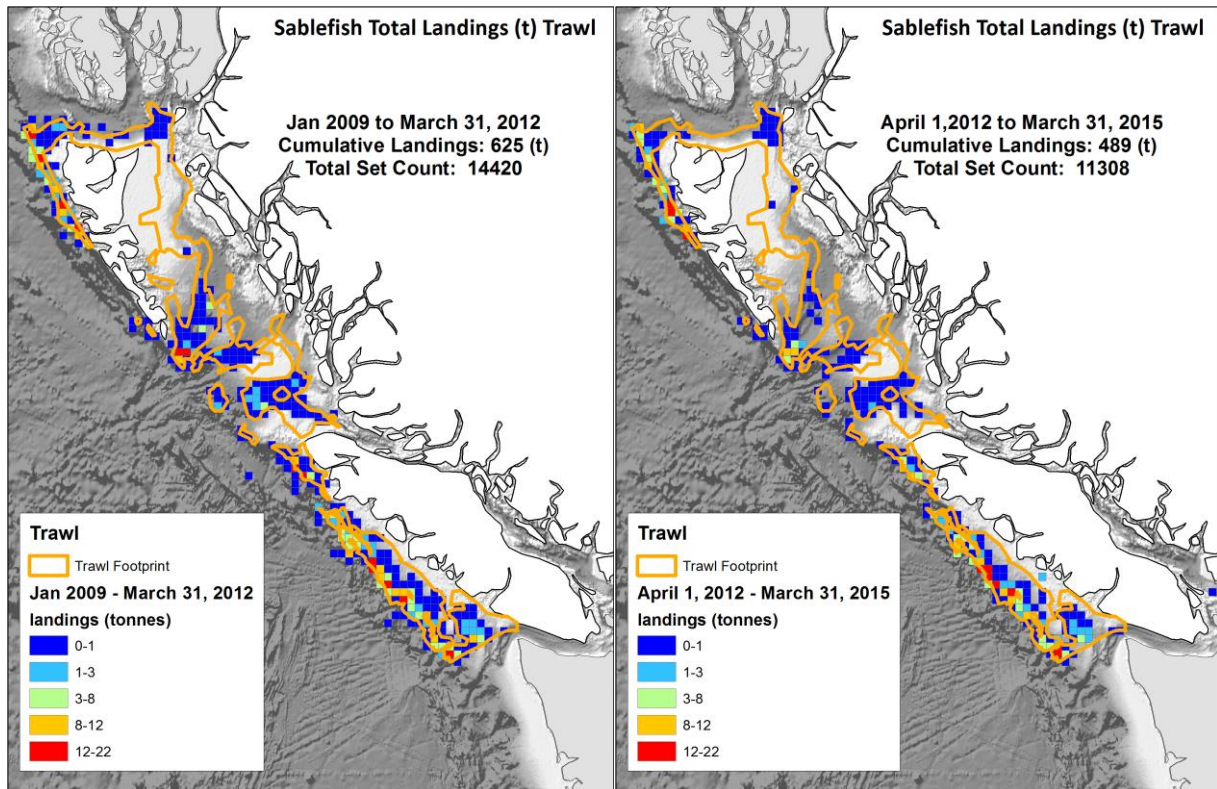 Sablefish Total Landings (t) Trawl
Jan 2009 to March 31, 2012
Cumulative Landings: 625 (t)
Total Set Count: 14420
Trawl
Trawl Footprint
Jan 2009 - March 31, 2012
landings (tonnes)
0-1
1-3
3-8
8-12
12-22
Sablefish Total Landings (t) Trawl
April 1,2012 to March 31, 2015
Cumulative Landings: 489 (t)
Total Set Count: 11308
Trawl
Trawl Footprint
April 1, 2012 - March 31, 2015
landings (tonnes)
0-1
1-3
3-8
8-12
12-22